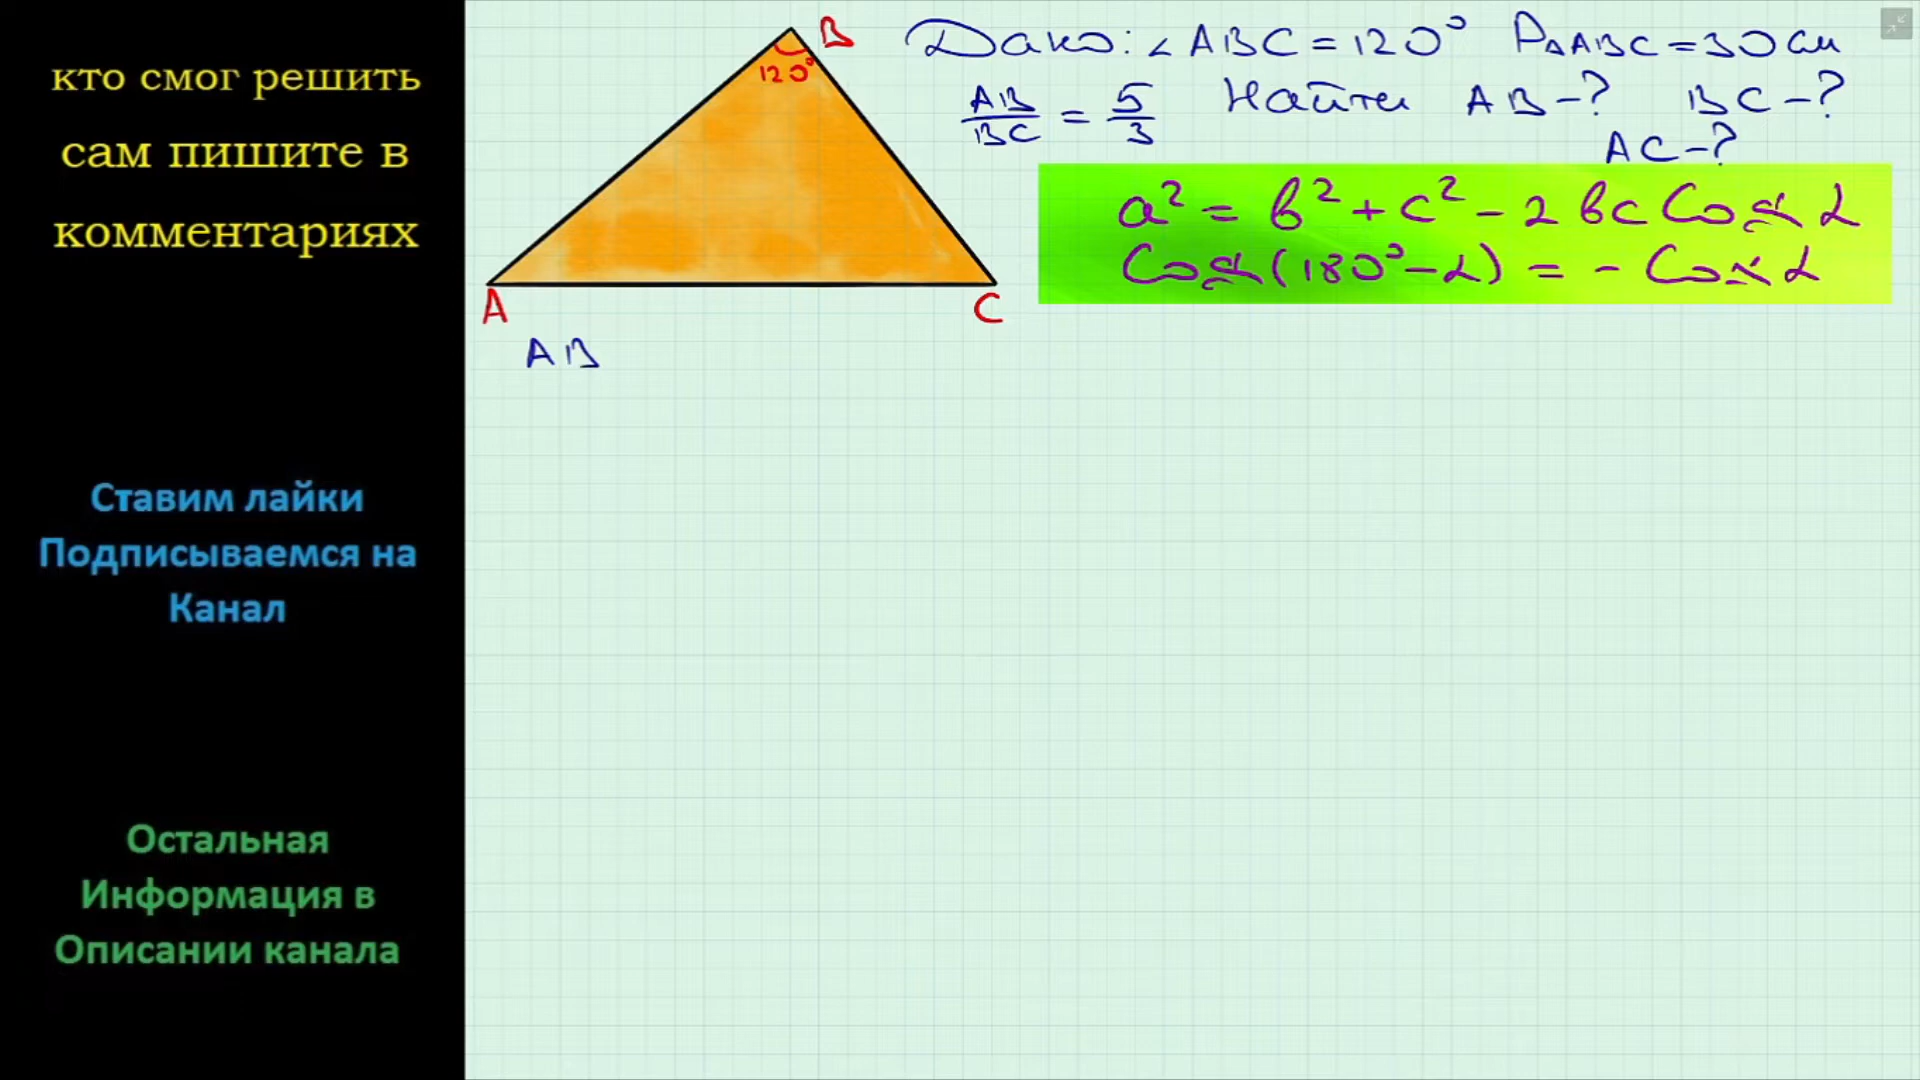 кто смог решить
сам пишите в
комментариях
Ставим лайки
Подписываемся на
Канал
Остальная
Информация в
Описании канала
B
120°
A
C
Дано: ∠ABC = 120° P△ABC = 30 см
AB/BC = 5/3 Найти AB - ? BC - ?
AC - ?
a² = b² + c² - 2bc Cos α
Cos(180° - α) = - Cos α
AB